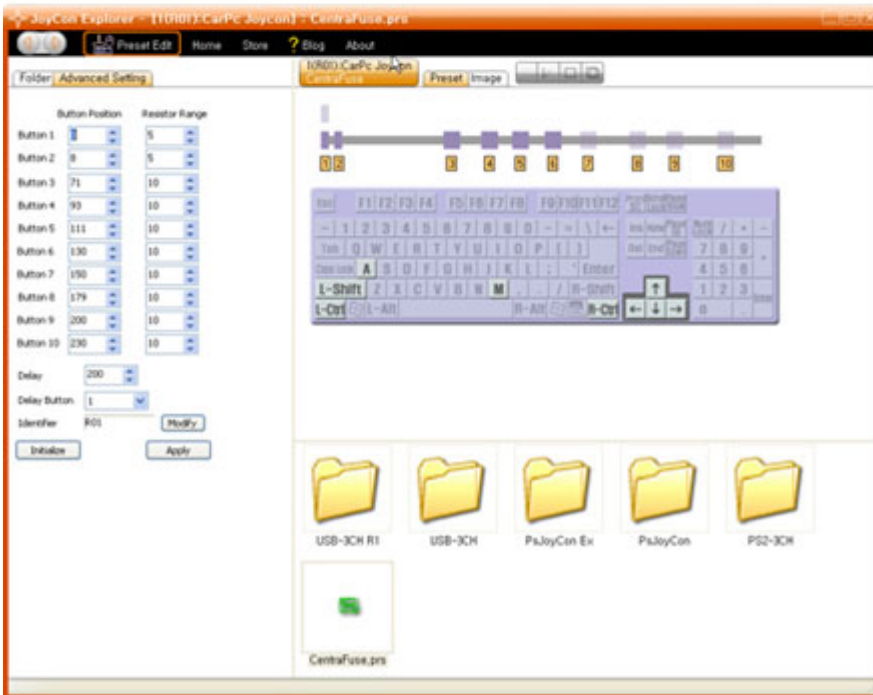 JoyCon Explorer - [1(R01):CarPc Joycon] : CentraFuse.prs
Preset Edit Home Store ? Blog About
Folder Advanced Setting
1(R01):CarPc Joycon
CentraFuse
Preset Image
Button Position Resistor Range
Button 1 5
Button 2 8 5
Button 3 71 10
Button 4 93 10
Button 5 111 10
Button 6 130 10
Button 7 150 10
Button 8 179 10
Button 9 200 10
Button 10 230 10
Delay 200
Delay Button 1
Identifier R01 Modify
Initialize Apply
1 2 3 4 5 6 7 8 9 10
Esc F1 F2 F3 F4 F5 F6 F7 F8 F9 F10 F11 F12
~ 1 2 3 4 5 6 7 8 9 0 - = \ ← Ins / * -
Tab Q W E R T Y U I O P [ ] Del End 7 8 9
Caps Lock A S D F G H J K L ; ' Enter 4 5 6
L-Shift Z X C V B N M , . / R-Shift ↑ 1 2 3
L-Ctrl L-Alt R-Alt R-Ctrl ← ↓ → 0 .
USB-3CH R1 USB-3CH PsJoyCon Ex PsJoyCon PS2-3CH
CentraFuse.prs